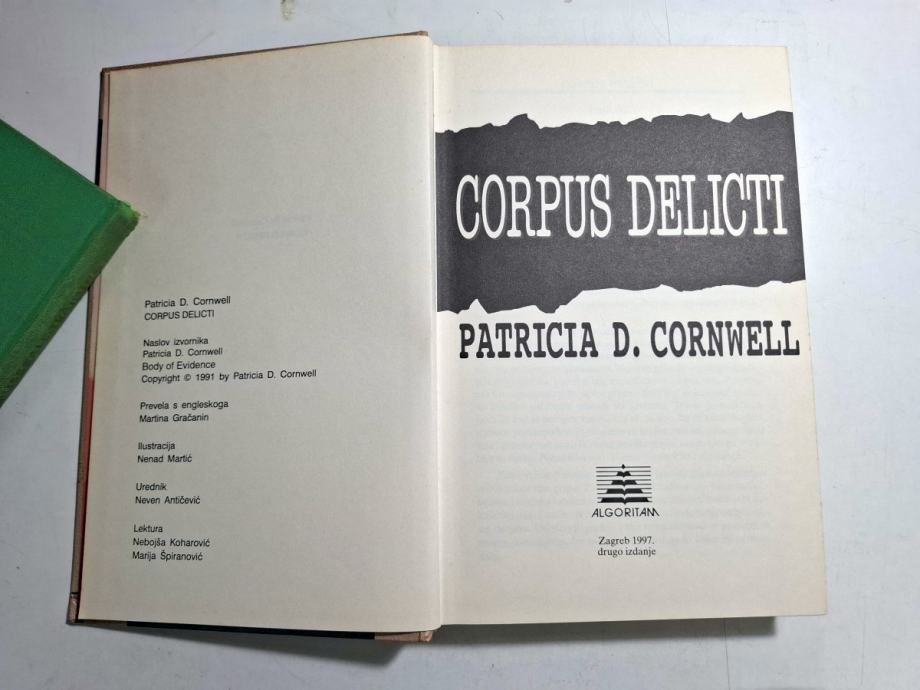 Patricia D. Cornwell
CORPUS DELICTI
Naslov izvornika
Patricia D. Cornwell
Body of Evidence
Copyright © 1991 by Patricia D. Cornwell
Prevela s engleskoga
Martina Gračanin
Ilustracija
Nenad Martić
Urednik
Neven Antičević
Lektura
Nebojša Koharović
Marija Špiranović
CORPUS DELICTI
PATRICIA D. CORNWELL
ALGORITAM
Zagreb 1997.
drugo izdanje